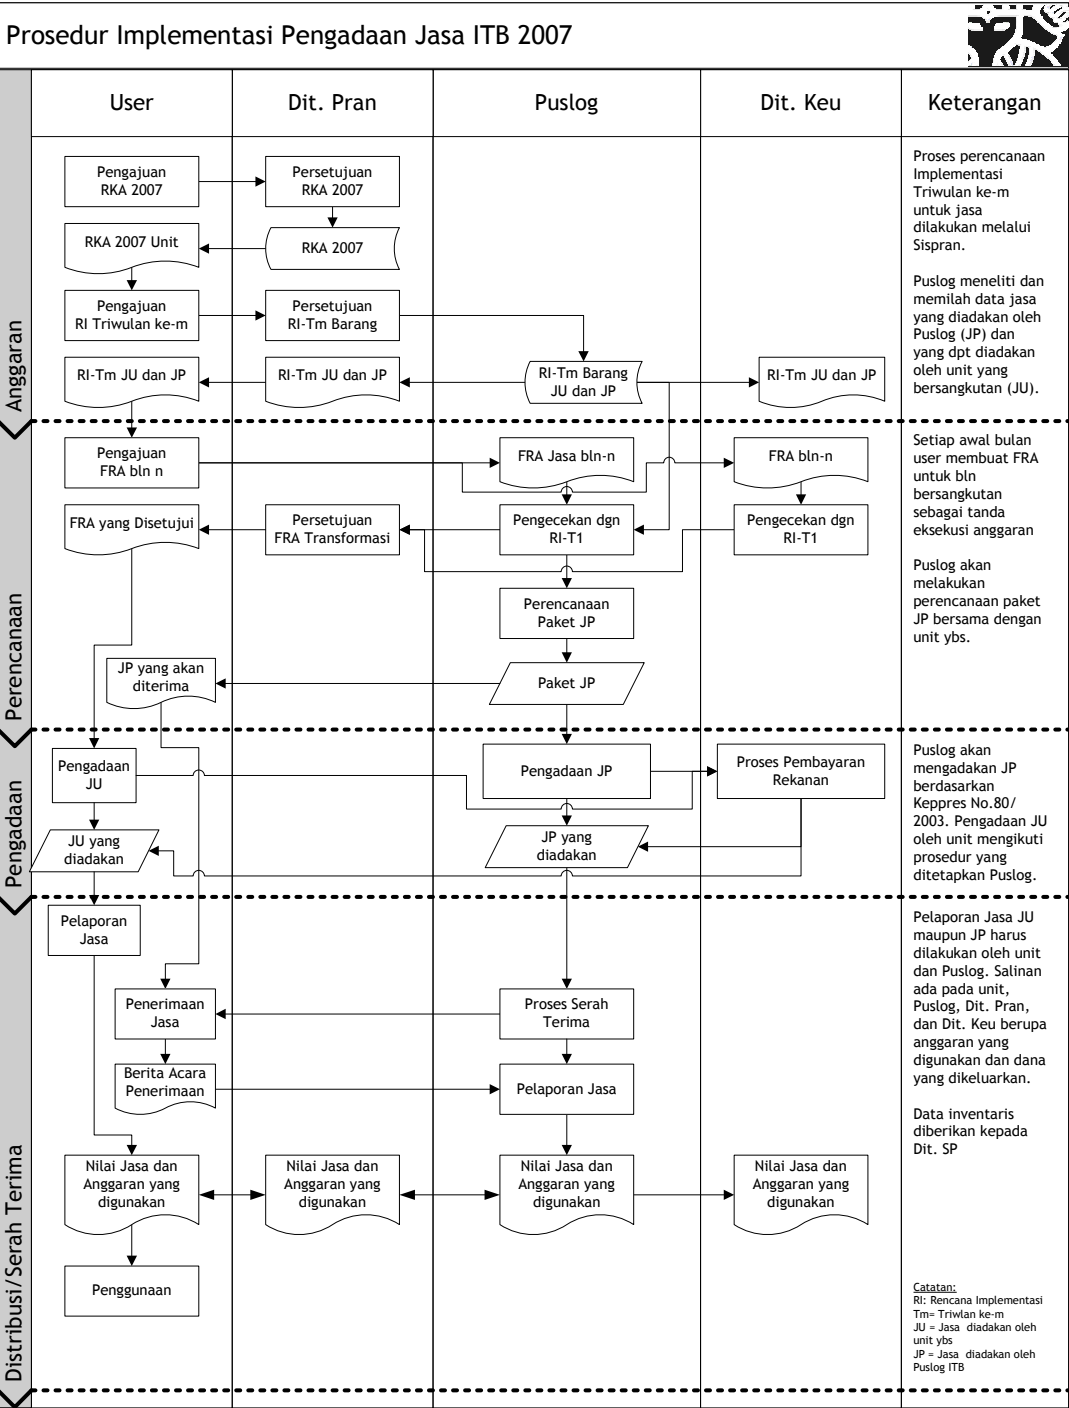 Prosedur Implementasi Pengadaan Jasa ITB 2007
User
Dit. Pran
Puslog
Dit. Keu
Keterangan
Anggaran
Pengajuan
RKA 2007
Persetujuan
RKA 2007
RKA 2007 Unit
RKA 2007
Pengajuan
RI Triwulan ke-m
Persetujuan
RI-Tm Barang
RI-Tm JU dan JP
RI-Tm JU dan JP
RI-Tm Barang
JU dan JP
RI-Tm JU dan JP
Proses perencanaan
Implementasi
Triwulan ke-m
untuk jasa
dilakukan melalui
Sispran.
Puslog meneliti dan
memilah data jasa
yang diadakan oleh
Puslog (JP) dan
yang dpt diadakan
oleh unit yang
bersangkutan (JU).
Perencanaan
Pengajuan
FRA bln n
FRA Jasa bln-n
FRA bln-n
FRA yang Disetujui
Persetujuan
FRA Transformasi
Pengecekan dgn
RI-T1
Pengecekan dgn
RI-T1
Perencanaan
Paket JP
JP yang akan
diterima
Paket JP
Setiap awal bulan
user membuat FRA
untuk bln
bersangkutan
sebagai tanda
eksekusi anggaran
Puslog akan
melakukan
perencanaan paket
JP bersama dengan
unit ybs.
Pengadaan
Pengadaan
JU
Pengadaan JP
Proses Pembayaran
Rekanan
JU yang
diadakan
JP yang
diadakan
Puslog akan
mengadakan JP
berdasarkan
Keppres No.80/
2003. Pengadaan JU
oleh unit mengikuti
prosedur yang
ditetapkan Puslog.
Distribusi/Serah Terima
Pelaporan
Jasa
Penerimaan
Jasa
Proses Serah
Terima
Berita Acara
Penerimaan
Pelaporan Jasa
Nilai Jasa dan
Anggaran yang
digunakan
Nilai Jasa dan
Anggaran yang
digunakan
Nilai Jasa dan
Anggaran yang
digunakan
Nilai Jasa dan
Anggaran yang
digunakan
Penggunaan
Pelaporan Jasa JU
maupun JP harus
dilakukan oleh unit
dan Puslog. Salinan
ada pada unit,
Puslog, Dit. Pran,
dan Dit. Keu berupa
anggaran yang
digunakan dan dana
yang dikeluarkan.
Data inventaris
diberikan kepada
Dit. SP
Catatan:
RI: Rencana Implementasi
Tm= Triwlan ke-m
JU = Jasa diadakan oleh
unit ybs
JP = Jasa diadakan oleh
Puslog ITB